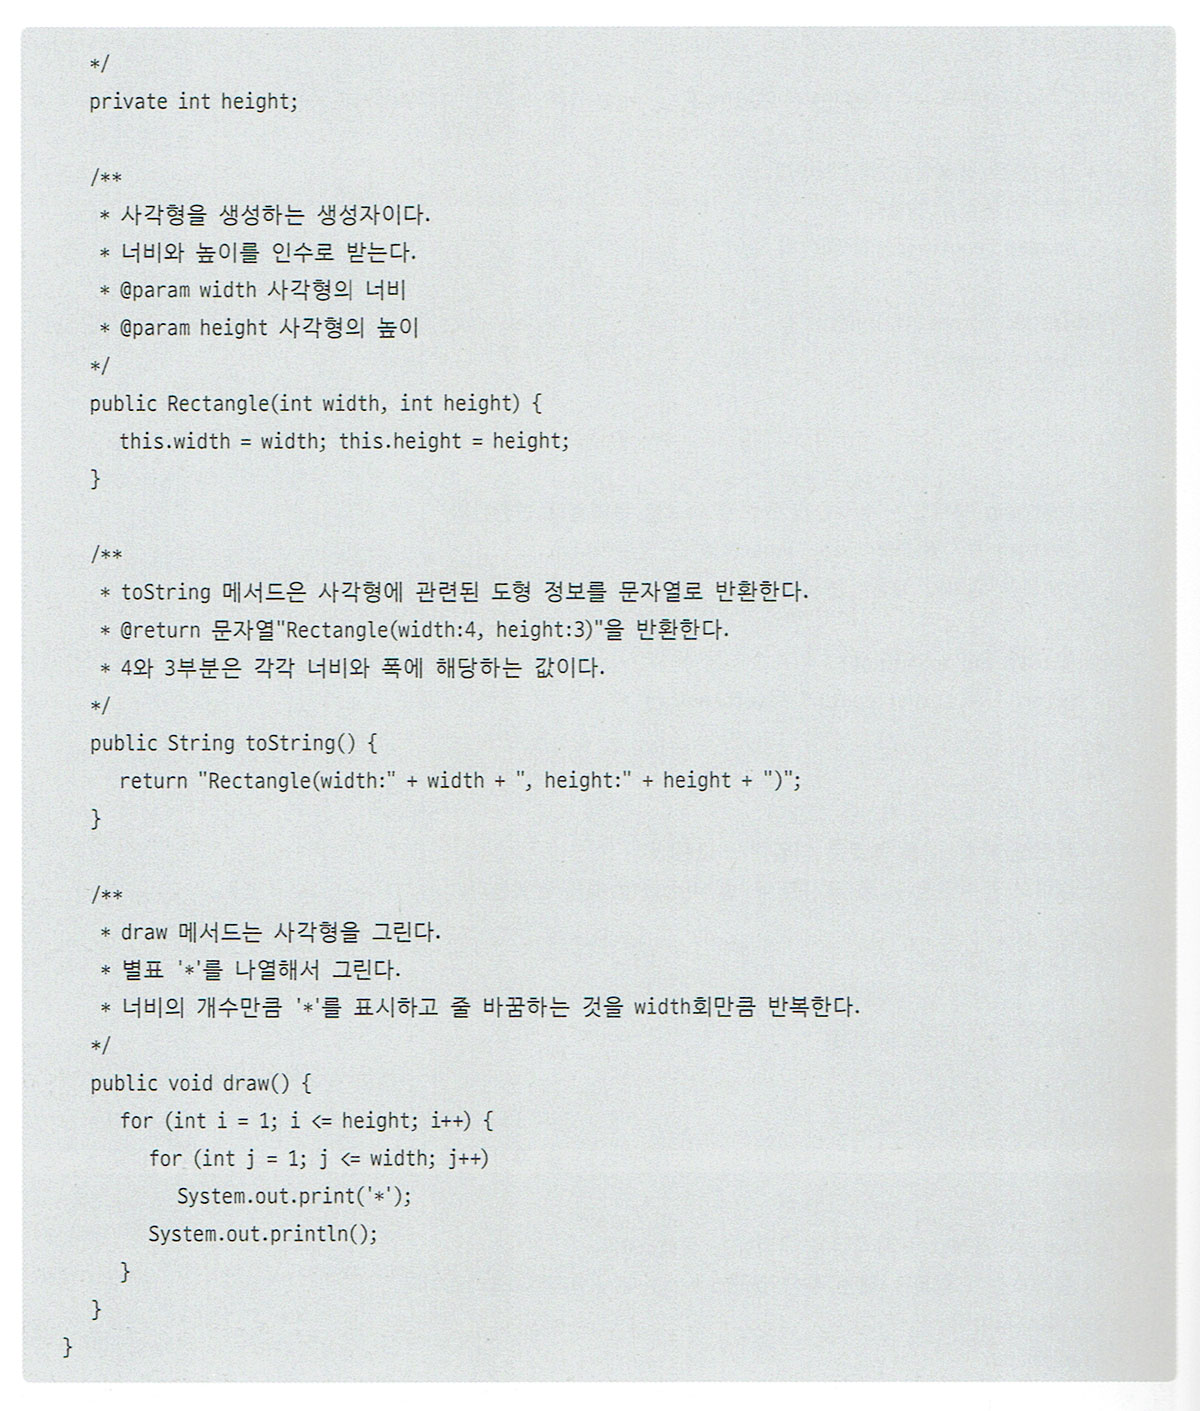 */
private int height;
/**
* 사각형을 생성하는 생성자이다.
* 너비와 높이를 인수로 받는다.
* @param width 사각형의 너비
* @param height 사각형의 높이
*/
public Rectangle(int width, int height) {
this.width = width; this.height = height;
}
/**
* toString 메서드은 사각형에 관련된 도형 정보를 문자열로 반환한다.
* @return 문자열"Rectangle(width:4, height:3)"을 반환한다.
* 4와 3부분은 각각 너비와 폭에 해당하는 값이다.
*/
public String toString() {
return "Rectangle(width:" + width + ", height:" + height + ")";
}
/**
* draw 메서드는 사각형을 그린다.
* 별표 '*'를 나열해서 그린다.
* 너비의 개수만큼 '*'를 표시하고 줄 바꿈하는 것을 width회만큼 반복한다.
*/
public void draw() {
for (int i = 1; i <= height; i++) {
for (int j = 1; j <= width; j++)
System.out.print('*');
System.out.println();
}
}
}